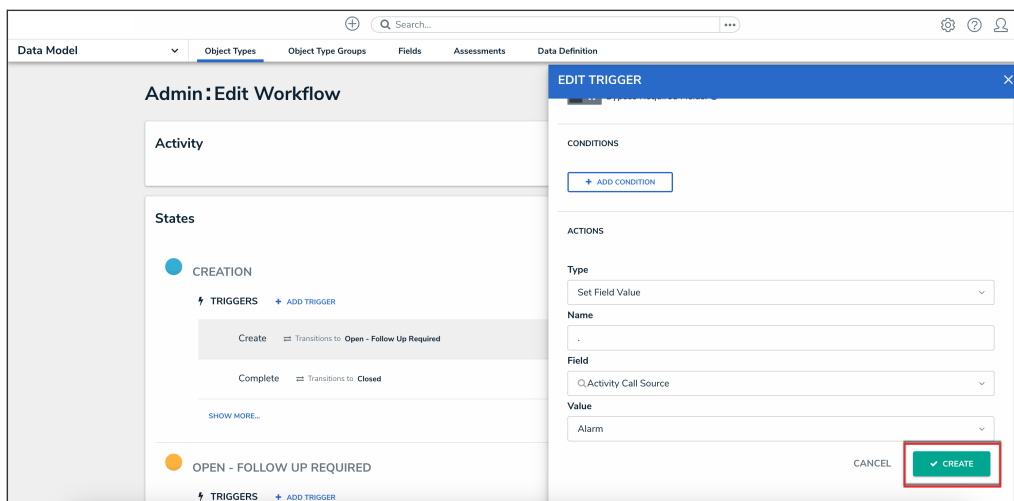 Search...
Data Model
Object Types
Object Type Groups
Fields
Assessments
Data Definition
Admin:Edit Workflow
Activity
States
CREATION
TRIGGERS
+ ADD TRIGGER
Create
Transitions to Open - Follow Up Required
Complete
Transitions to Closed
SHOW MORE...
OPEN - FOLLOW UP REQUIRED
TRIGGERS
+ ADD TRIGGER
EDIT TRIGGER
CONDITIONS
+ ADD CONDITION
ACTIONS
Type
Set Field Value
Name
.
Field
Activity Call Source
Value
Alarm
CANCEL
CREATE